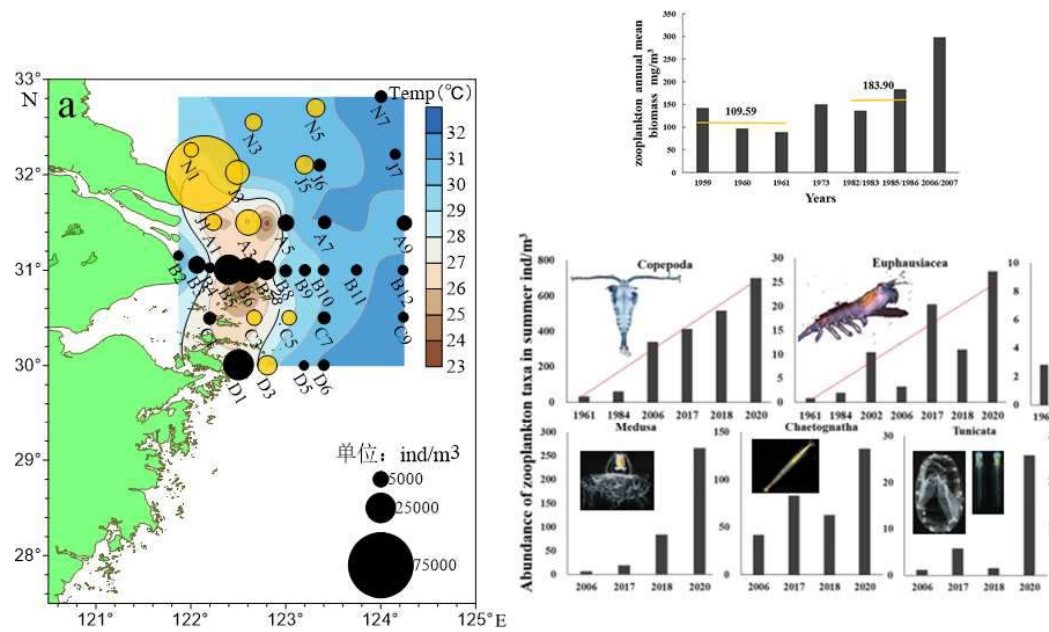 33°
N
32°
31°
30°
29°
28°
121°
122°
123°
124°
125°
E
a
Temp(℃)
32
31
30
29
28
27
26
25
24
23
N1
N3
N5
N7
J3
J5
J6
J7
A1
A3
A5
A7
A9
B2
B8
B9
B10
B11
B12
C5
C7
C9
D1
D3
D5
D6
单位：ind/m³
5000
25000
75000
zooplankton annual mean
biomass mg/m³
350
300
250
200
150
100
50
0
109.59
183.90
1959 1960 1961 1973 1982/1983 1985/1986 2006/2007
Years
Abundance of zooplankton taxa in summer ind/m³
Copepoda
800
600
400
200
0
1961 1984 2006 2017 2018 2020
Euphausiacea
30
20
10
0
1961 1984 2002 2006 2017 2018 2020
10
8
6
4
2
0
Medusa
300
250
200
150
100
50
0
2006 2017 2018 2020
Chaetognatha
150
100
50
0
2006 2017 2018 2020
Tunicata
30
20
10
0
2006 2017 2018 2020